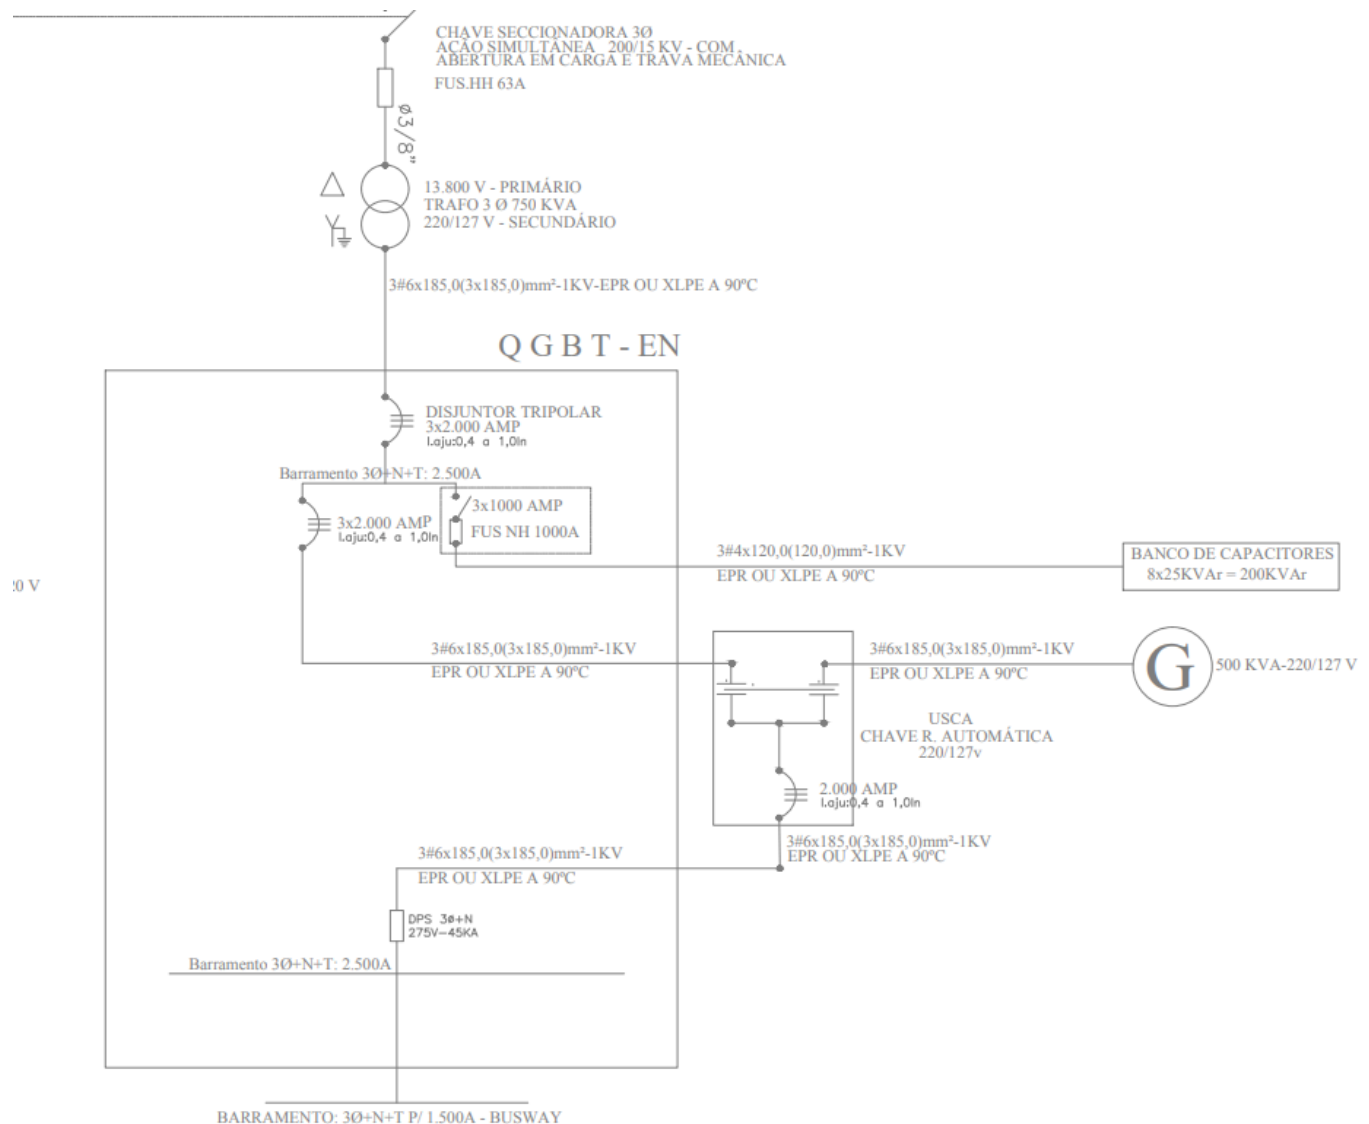 CHAVE SECCIONADORA 3Ø
AÇÃO SIMULTÂNEA   200/15 KV - COM
ABERTURA EM CARGA E TRAVA MECÂNICA
FUS.HH 63A
ø3/8"
13.800 V - PRIMÁRIO
TRAFO 3 Ø 750 KVA
220/127 V - SECUNDÁRIO
3#6x185,0(3x185,0)mm²-1KV-EPR OU XLPE A 90ºC
Q G B T - EN
DISJUNTOR TRIPOLAR
3x2.000 AMP
I.aju:0,4 a 1,0In
Barramento 3Ø+N+T: 2.500A
3x2.000 AMP
I.aju:0,4 a 1,0In
3x1000 AMP
FUS NH 1000A
3#4x120,0(120,0)mm²-1KV
EPR OU XLPE A 90ºC
BANCO DE CAPACITORES
8x25KVAr = 200KVAr
0 V
3#6x185,0(3x185,0)mm²-1KV
EPR OU XLPE A 90ºC
3#6x185,0(3x185,0)mm²-1KV
EPR OU XLPE A 90ºC
G
500 KVA-220/127 V
USCA
CHAVE R. AUTOMÁTICA
220/127v
2.000 AMP
I.aju:0,4 a 1,0In
3#6x185,0(3x185,0)mm²-1KV
EPR OU XLPE A 90ºC
3#6x185,0(3x185,0)mm²-1KV
EPR OU XLPE A 90ºC
DPS 3ø+N
275V-45KA
Barramento 3Ø+N+T: 2.500A
BARRAMENTO: 3Ø+N+T P/ 1.500A - BUSWAY